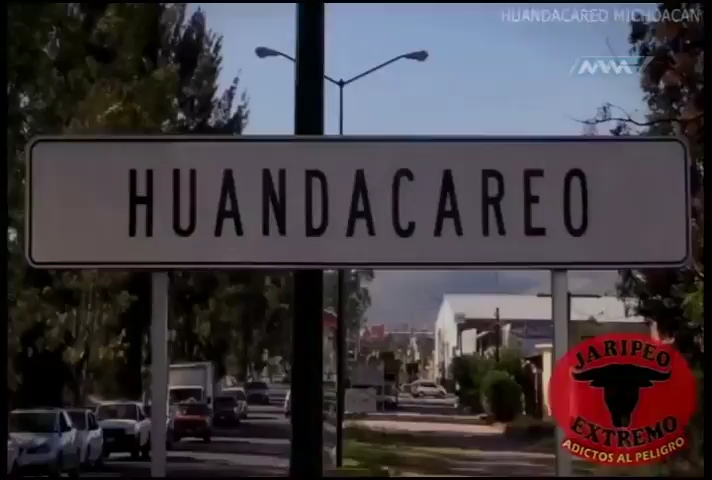 HUANDACAREO MICHOACAN
HUANDACAREO
JARIPEO
EXTREMO
ADICTOS AL PELIGRO